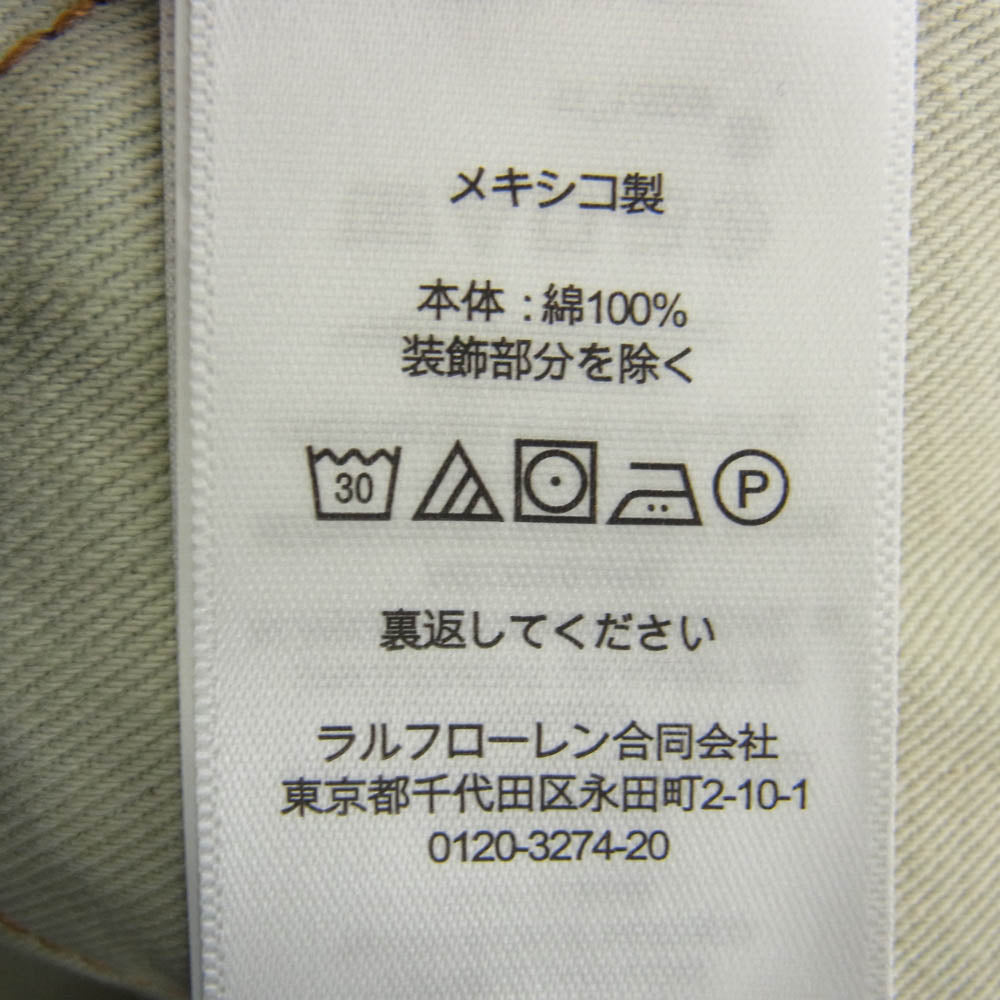 メキシコ製
本体 : 綿100%
装飾部分を除く
30 P
裏返してください
ラルフローレン合同会社
東京都千代田区永田町2-10-1
0120-3274-20